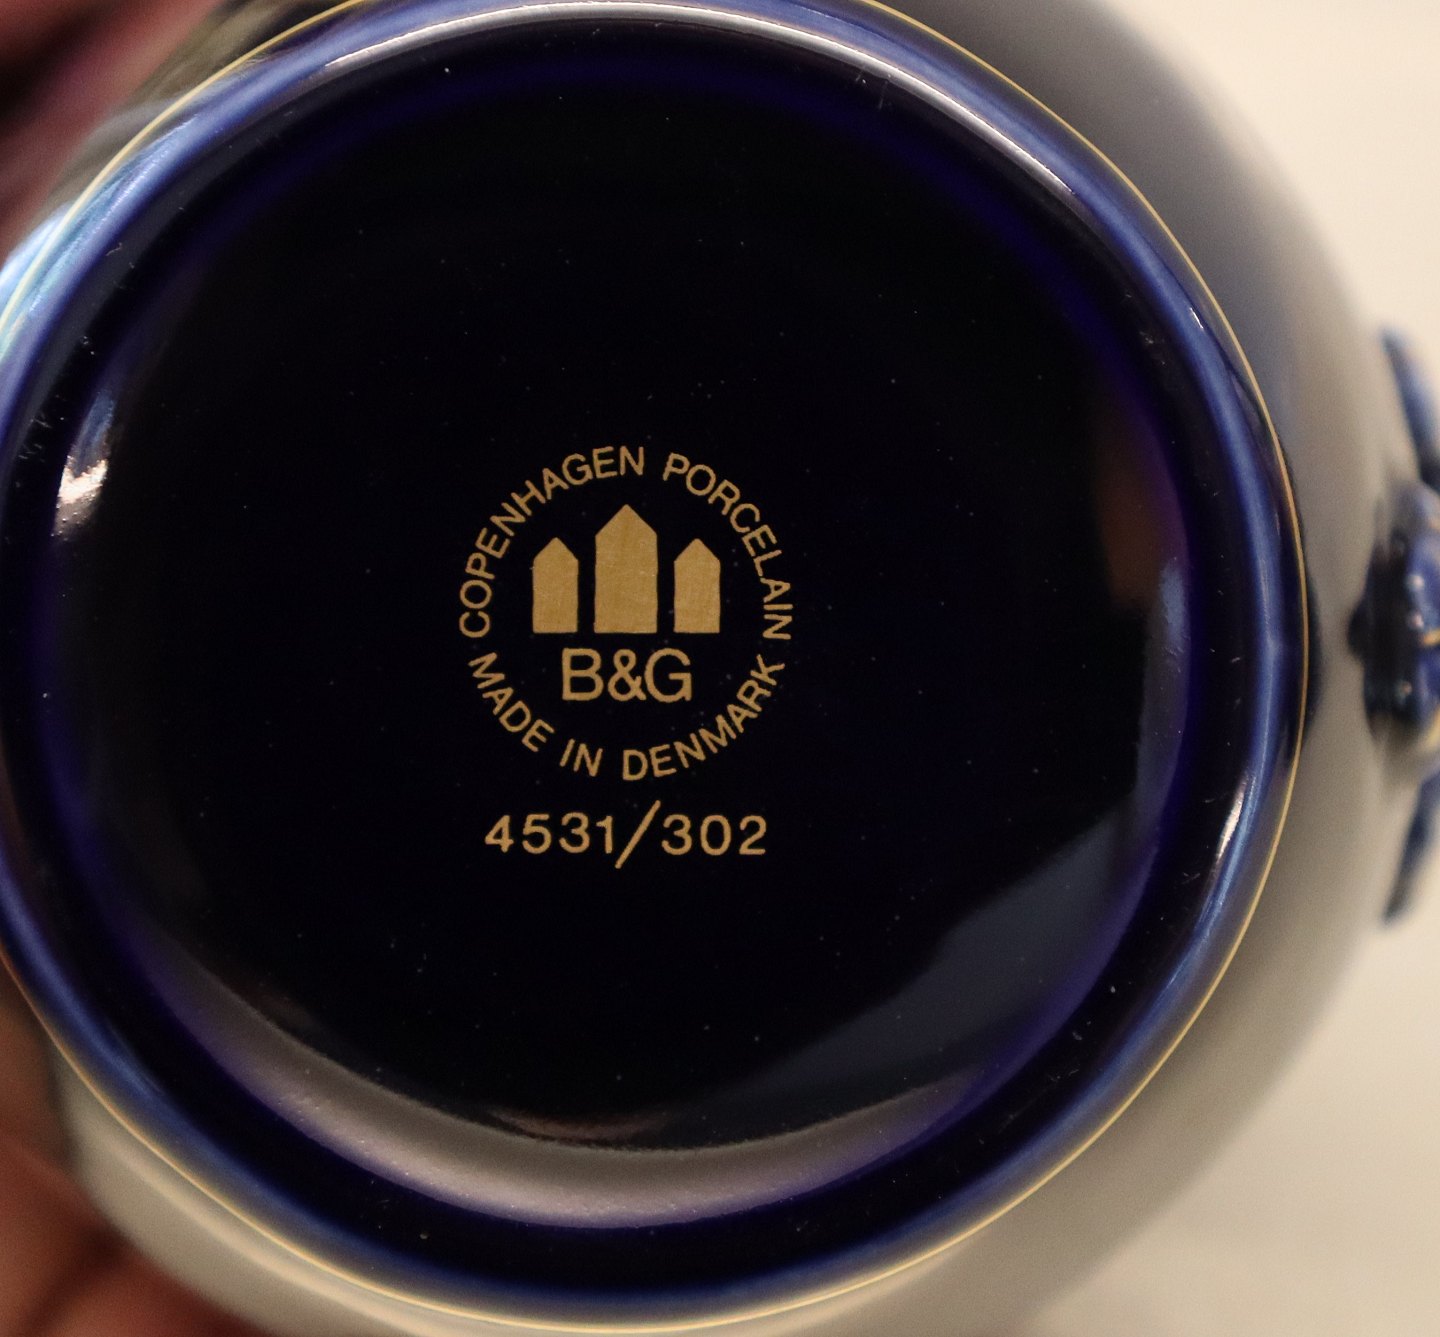 COPENHAGEN PORCELAIN
B&G
MADE IN DENMARK
4531/302